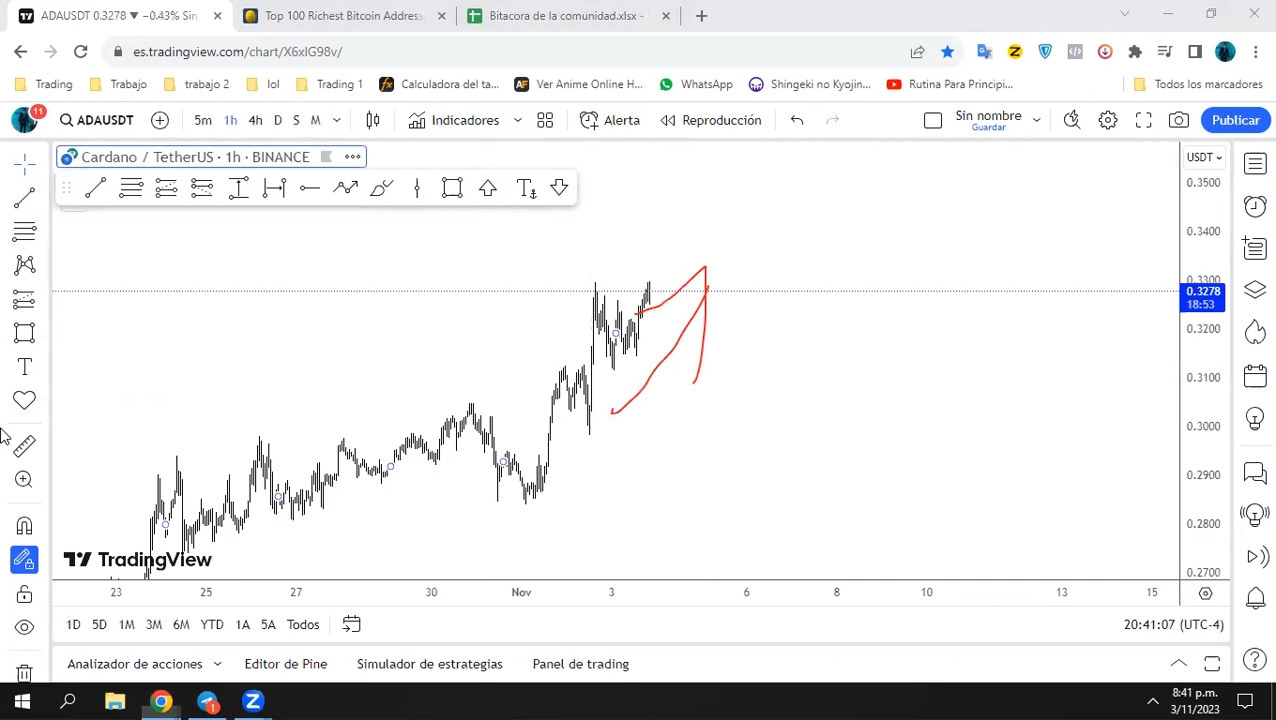 ADAUSDT 0.3278 ▼ −0.43% Sin
Top 100 Richest Bitcoin Address
Bitacora de la comunidad.xlsx -
es.tradingview.com/chart/X6xIG98v/
Trading
Trabajo
trabajo 2
lol
Trading 1
Calculadora del ta...
Ver Anime Online H...
WhatsApp
Shingeki no Kyojin...
Rutina Para Principi...
Todos los marcadores
11
ADAUSDT
5m
1h
4h
D
S
M
Indicadores
Alerta
Reproducción
Sin nombre
Guardar
Publicar
Cardano / TetherUS · 1h · BINANCE
USDT
0.3500
0.3400
0.3300
0.3278
18:53
0.3200
0.3100
0.3000
0.2900
0.2800
0.2700
TradingView
23
25
27
30
Nov
3
6
8
10
13
15
1D
5D
1M
3M
6M
YTD
1A
5A
Todos
20:41:07 (UTC-4)
Analizador de acciones
Editor de Pine
Simulador de estrategias
Panel de trading
8:41 p.m.
3/11/2023